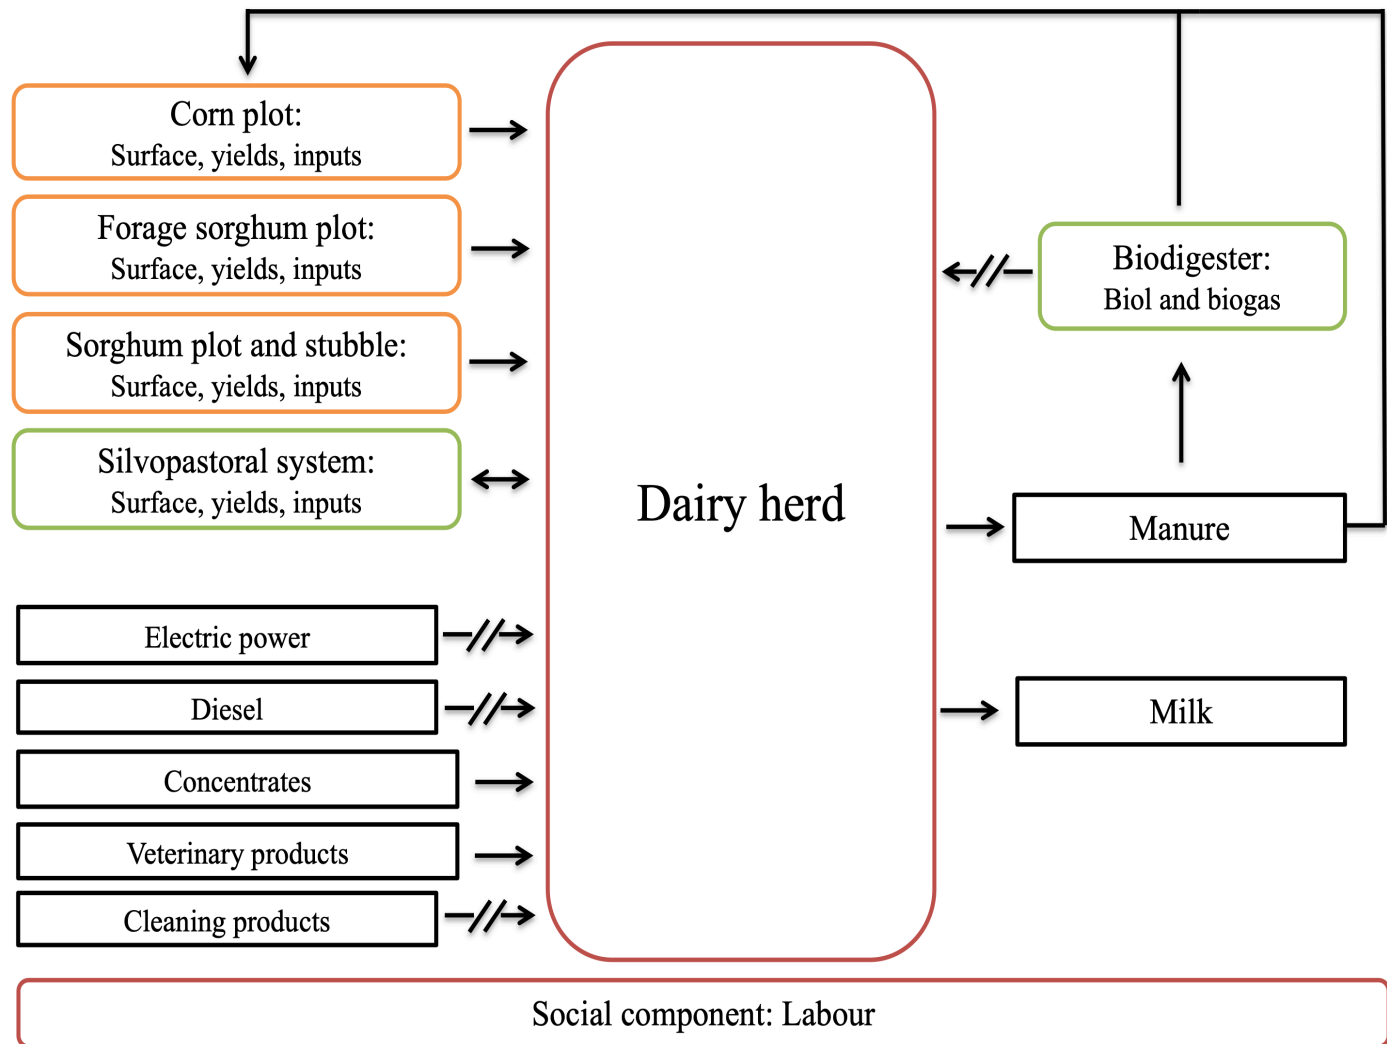 Corn plot:
Surface, yields, inputs
Forage sorghum plot:
Surface, yields, inputs
Sorghum plot and stubble:
Surface, yields, inputs
Silvopastoral system:
Surface, yields, inputs
Electric power
Diesel
Concentrates
Veterinary products
Cleaning products
Dairy herd
Biodigester:
Biol and biogas
Manure
Milk
Social component: Labour